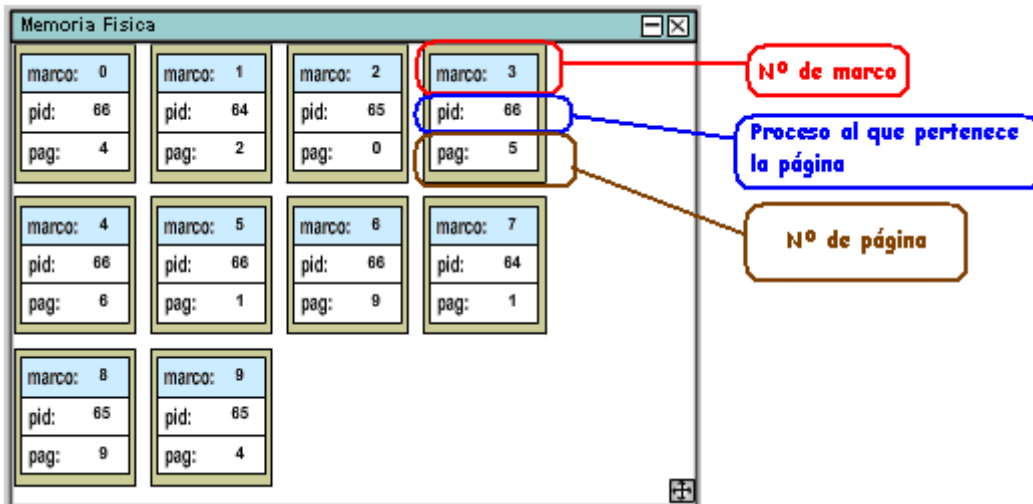 Memoria Fisica
marco: 0
pid: 66
pag: 4
marco: 1
pid: 64
pag: 2
marco: 2
pid: 65
pag: 0
marco: 3
pid: 66
pag: 5
Nº de marco
Proceso al que pertenece
la página
Nº de página
marco: 4
pid: 66
pag: 6
marco: 5
pid: 66
pag: 1
marco: 6
pid: 66
pag: 9
marco: 7
pid: 64
pag: 1
marco: 8
pid: 65
pag: 9
marco: 9
pid: 65
pag: 4